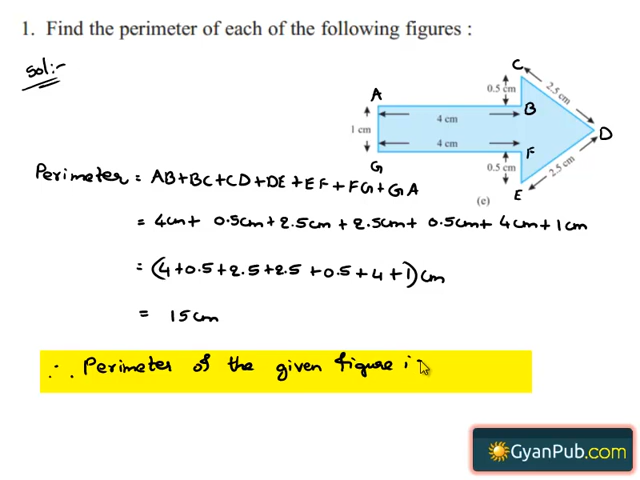 1. Find the perimeter of each of the following figures :
Sol:-
C
A
0.5 cm
2.5 cm
B
4 cm
1 cm
D
4 cm
F
G
0.5 cm
2.5 cm
E
(c)
Perimeter = AB+BC+CD+DE+EF+FG+GA
= 4cm+ 0.5cm+2.5cm+2.5cm+ 0.5cm+ 4cm+1cm
= (4+0.5+2.5+2.5+0.5+4+1)cm
= 15cm
∴ Perimeter of the given figure i
GyanPub.com